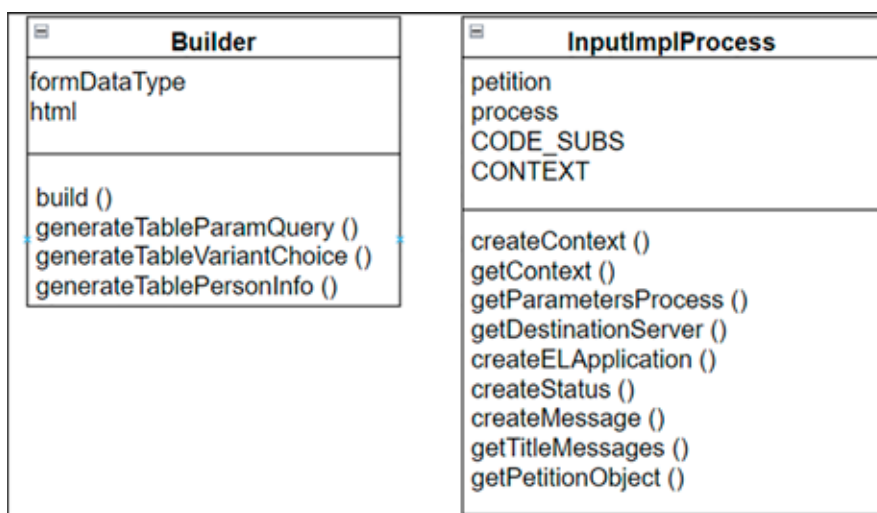 Builder
formDataType
html
build ()
generateTableParamQuery ()
generateTableVariantChoice ()
generateTablePersonInfo ()
InputImplProcess
petition
process
CODE_SUBS
CONTEXT
createContext ()
getContext ()
getParametersProcess ()
getDestinationServer ()
createELApplication ()
createStatus ()
createMessage ()
getTitleMessages ()
getPetitionObject ()